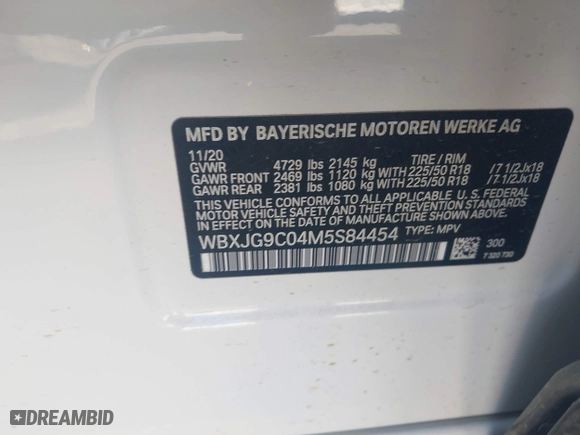 MFD BY BAYERISCHE MOTOREN WERKE AG
11/20
GVWR 4729 lbs 2145 kg TIRE / RIM
GAWR FRONT 2469 lbs 1120 kg WITH 225/50 R18 / 7 1/2Jx18
GAWR REAR 2381 lbs 1080 kg WITH 225/50 R18 / 7 1/2Jx18
THIS VEHICLE CONFORMS TO ALL APPLICABLE U.S. FEDERAL
MOTOR VEHICLE SAFETY AND THEFT PREVENTION STANDARDS
IN EFFECT ON THE DATE OF MANUFACTURE SHOWN ABOVE.
WBXJG9C04M5S84454 TYPE: MPV
300
7 320 730
DREAMBID